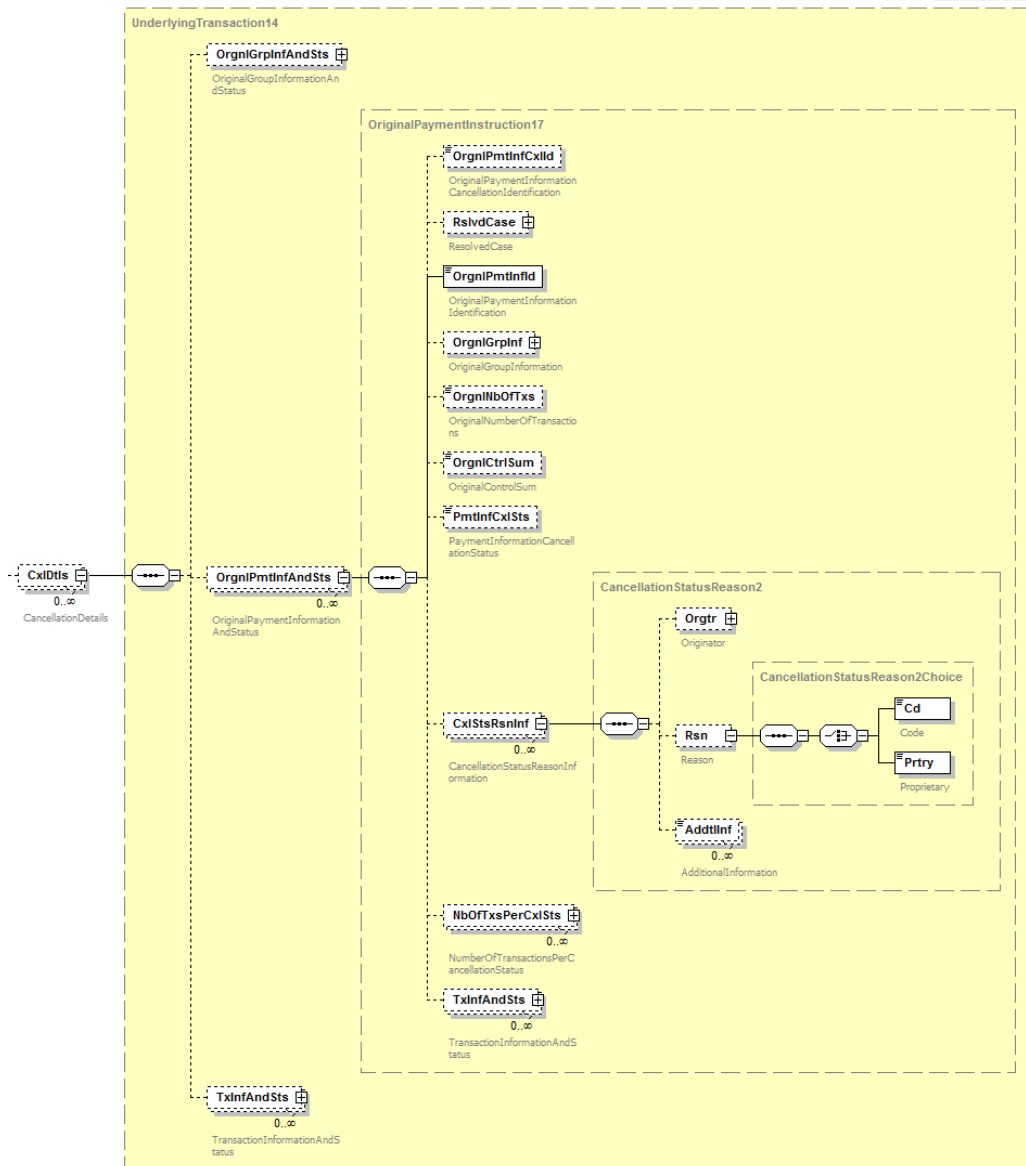 UnderlyingTransaction14
OrgnlGrpInfAndSts
OriginalGroupInformationAn
dStatus
OriginalPaymentInstruction17
OrgnlPmtInfCxlId
OriginalPaymentInformation
CancellationIdentification
RslvdCase
ResolvedCase
OrgnlPmtInfId
OriginalPaymentInformation
Identification
OrgnlGrpInf
OriginalGroupInformation
OrgnlNbOfTxs
OriginalNumberOfTransactio
ns
OrgnlCtrlSum
OriginalControlSum
PmtInfCxlSts
PaymentInformationCancell
ationStatus
CxlDtls
0..∞
CancellationDetails
OrgnlPmtInfAndSts
0..∞
OriginalPaymentInformation
AndStatus
CancellationStatusReason2
Orgtr
Originator
CancellationStatusReason2Choice
CxlStsRsnInf
0..∞
CancellationStatusReasonInf
ormation
Rsn
Reason
Cd
Code
Prtry
Proprietary
AddtlInf
0..∞
AdditionalInformation
NbOfTxsPerCxlSts
0..∞
NumberOfTransactionsPerC
ancellationStatus
TxInfAndSts
0..∞
TransactionInformationAndS
tatus
TxInfAndSts
0..∞
TransactionInformationAndS
tatus